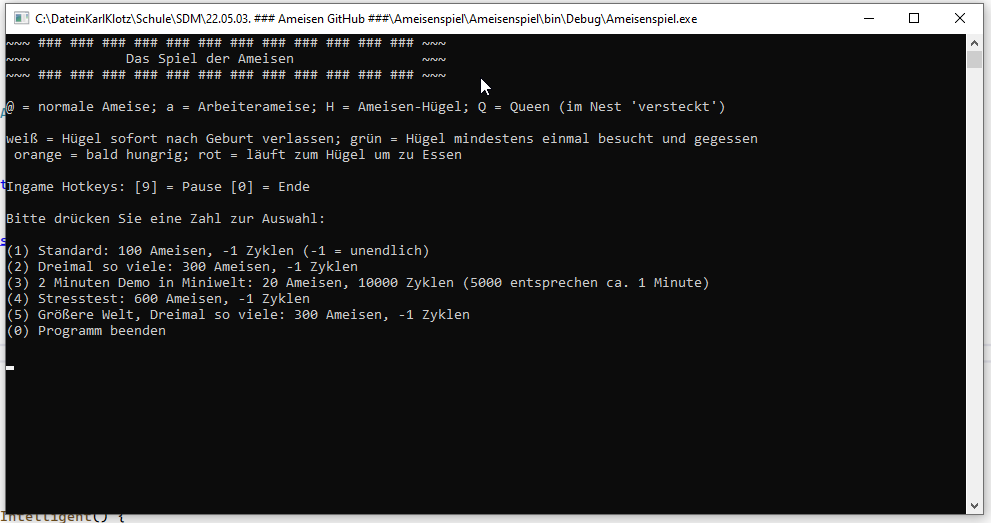 C:\DateinKarlKlotz\Schule\SDM\22.05.03. ### Ameisen GitHub ###\Ameisenspiel\Ameisenspiel\bin\Debug\Ameisenspiel.exe
~~~ ### ### ### ### ### ### ### ### ### ### ### ### ~~~
~~~            Das Spiel der Ameisen                ~~~
~~~ ### ### ### ### ### ### ### ### ### ### ### ### ~~~
@ = normale Ameise; a = Arbeiterameise; H = Ameisen-Hügel; Q = Queen (im Nest 'versteckt')
weiß = Hügel sofort nach Geburt verlassen; grün = Hügel mindestens einmal besucht und gegessen
orange = bald hungrig; rot = läuft zum Hügel um zu Essen
Ingame Hotkeys: [9] = Pause [0] = Ende
Bitte drücken Sie eine Zahl zur Auswahl:
(1) Standard: 100 Ameisen, -1 Zyklen (-1 = unendlich)
(2) Dreimal so viele: 300 Ameisen, -1 Zyklen
(3) 2 Minuten Demo in Miniwelt: 20 Ameisen, 10000 Zyklen (5000 entsprechen ca. 1 Minute)
(4) Stresstest: 600 Ameisen, -1 Zyklen
(5) Größere Welt, Dreimal so viele: 300 Ameisen, -1 Zyklen
(0) Programm beenden
Intelligent() {